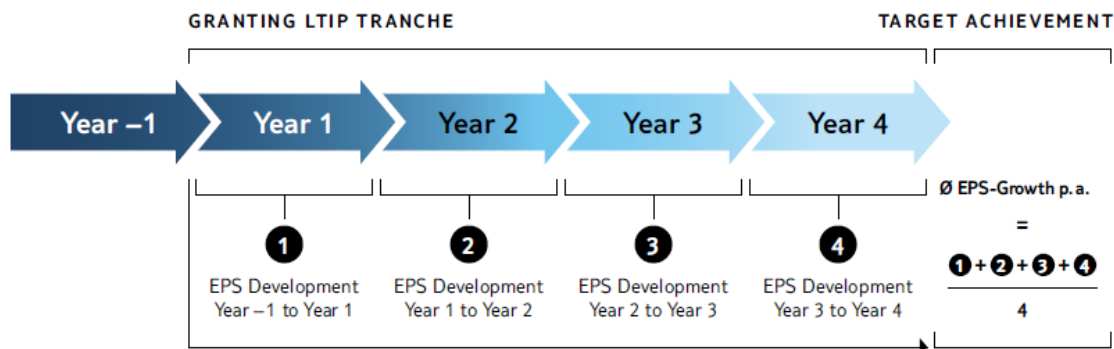 GRANTING LTIP TRANCHE
TARGET ACHIEVEMENT
Year –1
Year 1
Year 2
Year 3
Year 4
1
EPS Development
Year –1 to Year 1
2
EPS Development
Year 1 to Year 2
3
EPS Development
Year 2 to Year 3
4
EPS Development
Year 3 to Year 4
Ø EPS-Growth p. a.
=
1 + 2 + 3 + 4
4